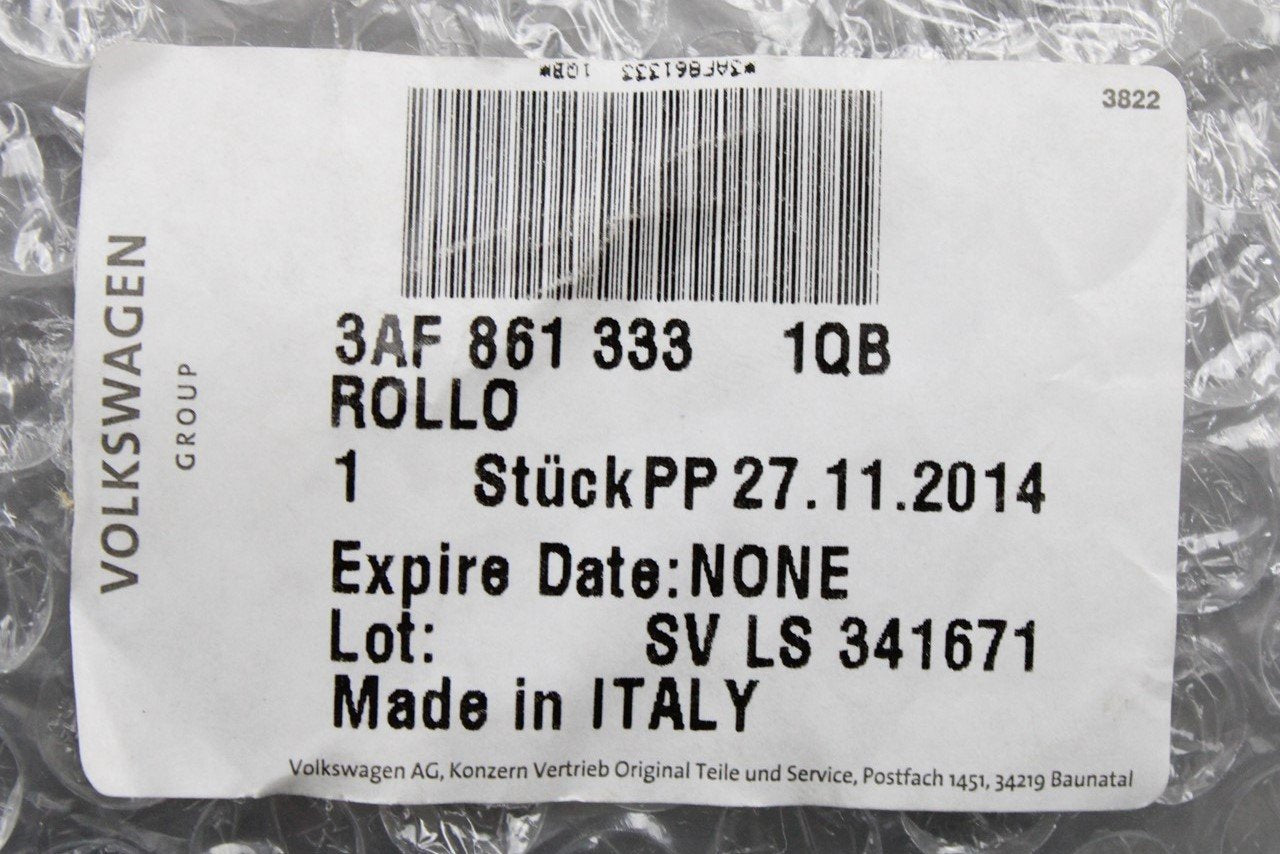 *3AF861333 1QB*
3822
3AF 861 333 1QB
ROLLO
1 Stück PP 27.11.2014
Expire Date:NONE
Lot: SV LS 341671
Made in ITALY
Volkswagen AG, Konzern Vertrieb Original Teile und Service, Postfach 1451, 34219 Baunatal
VOLKSWAGEN
GROUP